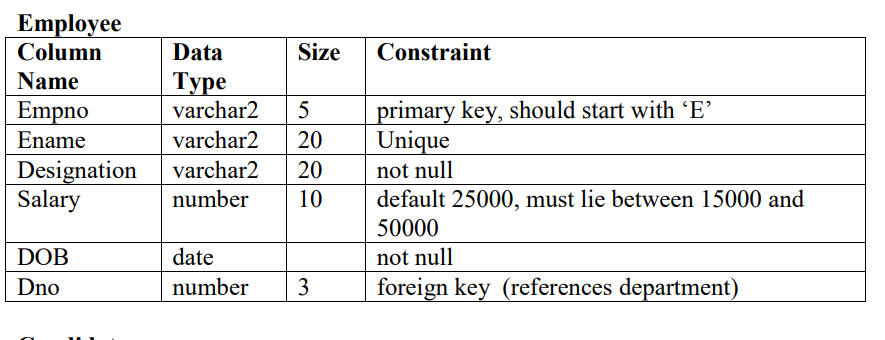 Employee
Column Name Data Type Size Constraint
Empno varchar2 5 primary key, should start with ‘E’
Ename varchar2 20 Unique
Designation varchar2 20 not null
Salary number 10 default 25000, must lie between 15000 and
50000
DOB date not null
Dno number 3 foreign key (references department)